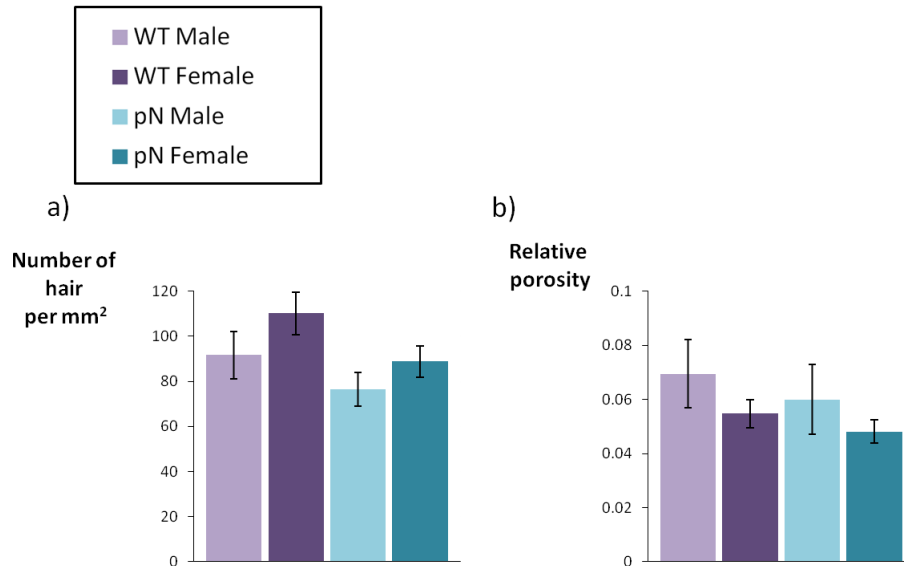 WT Male
WT Female
pN Male
pN Female
a)
Number of
hair
per mm²
120
100
80
60
40
20
0
b)
Relative
porosity
0.1
0.08
0.06
0.04
0.02
0